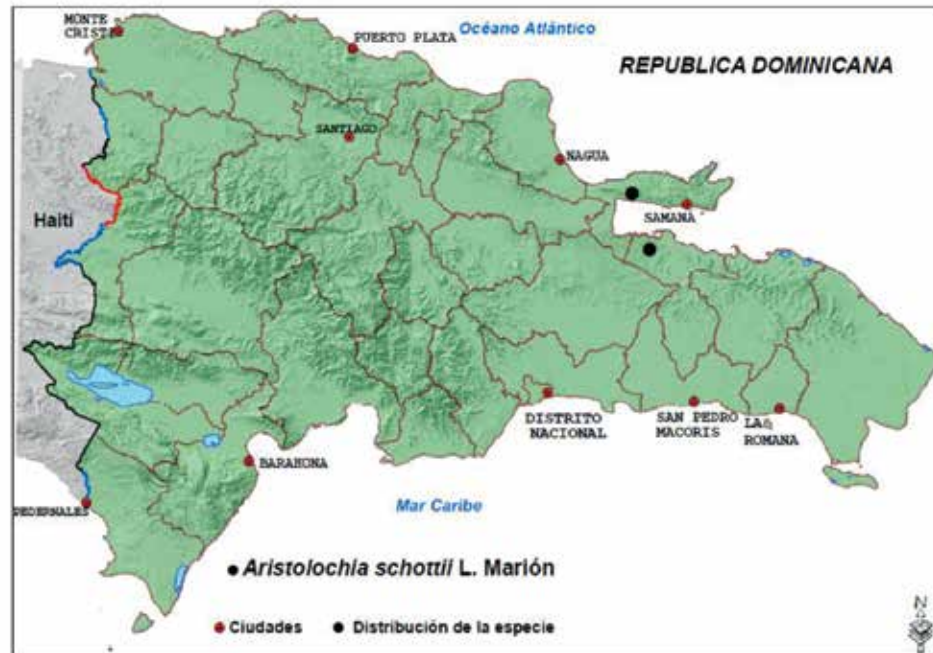 MONTE
CRISTI
PUERTO PLATA
Océano Atlántico
REPUBLICA DOMINICANA
SANTIAGO
NAGUA
SAMANA
Haití
DISTRITO
NACIONAL
SAN PEDRO
MACORIS
LA
ROMANA
BARAHONA
PEDERNALES
Mar Caribe
Aristolochia schottii L. Marión
Ciudades
Distribución de la especie
N